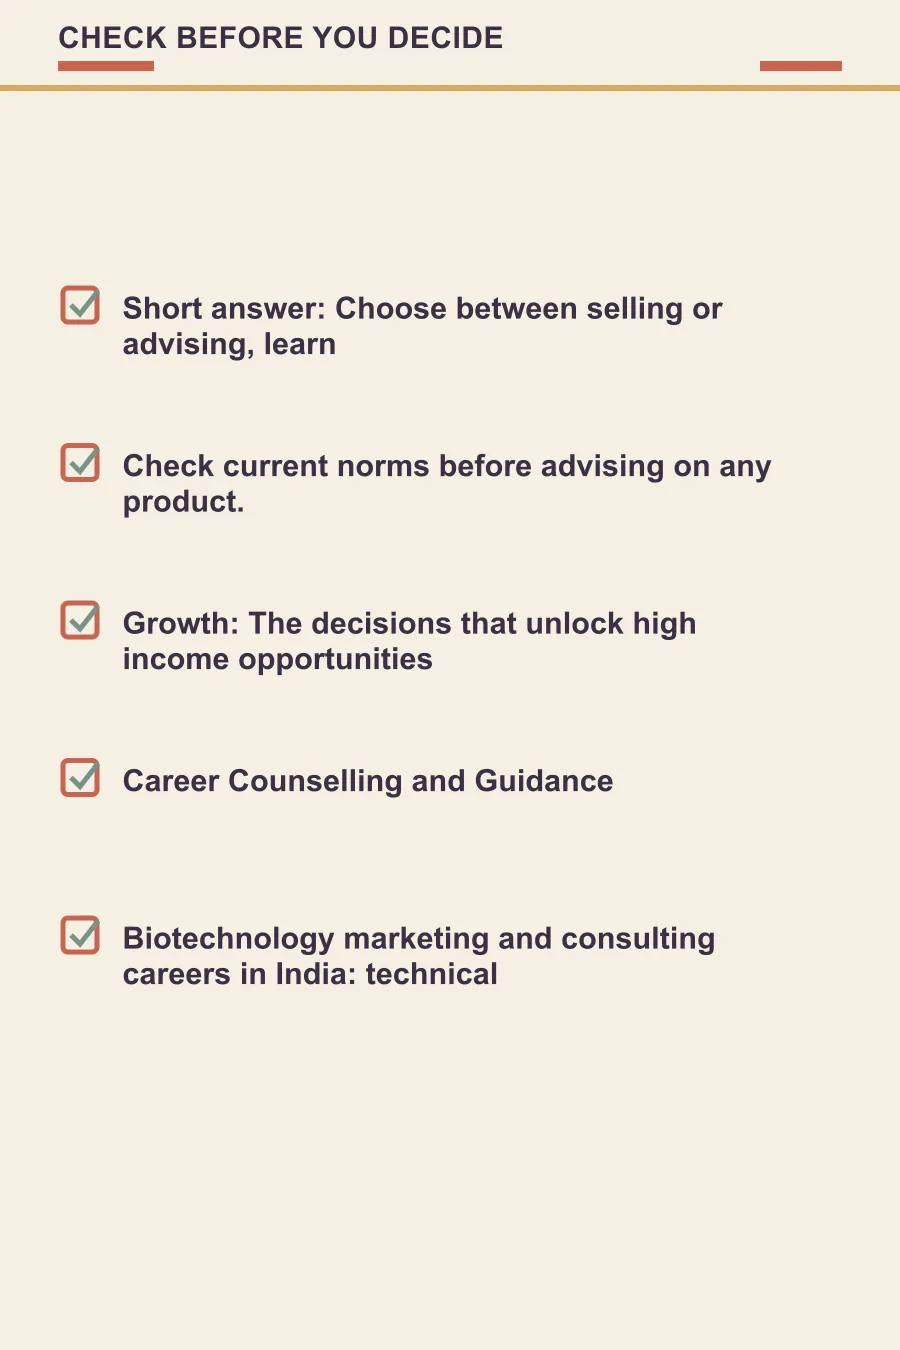 CHECK BEFORE YOU DECIDE
Short answer: Choose between selling or
advising, learn
Check current norms before advising on any
product.
Growth: The decisions that unlock high
income opportunities
Career Counselling and Guidance
Biotechnology marketing and consulting
careers in India: technical